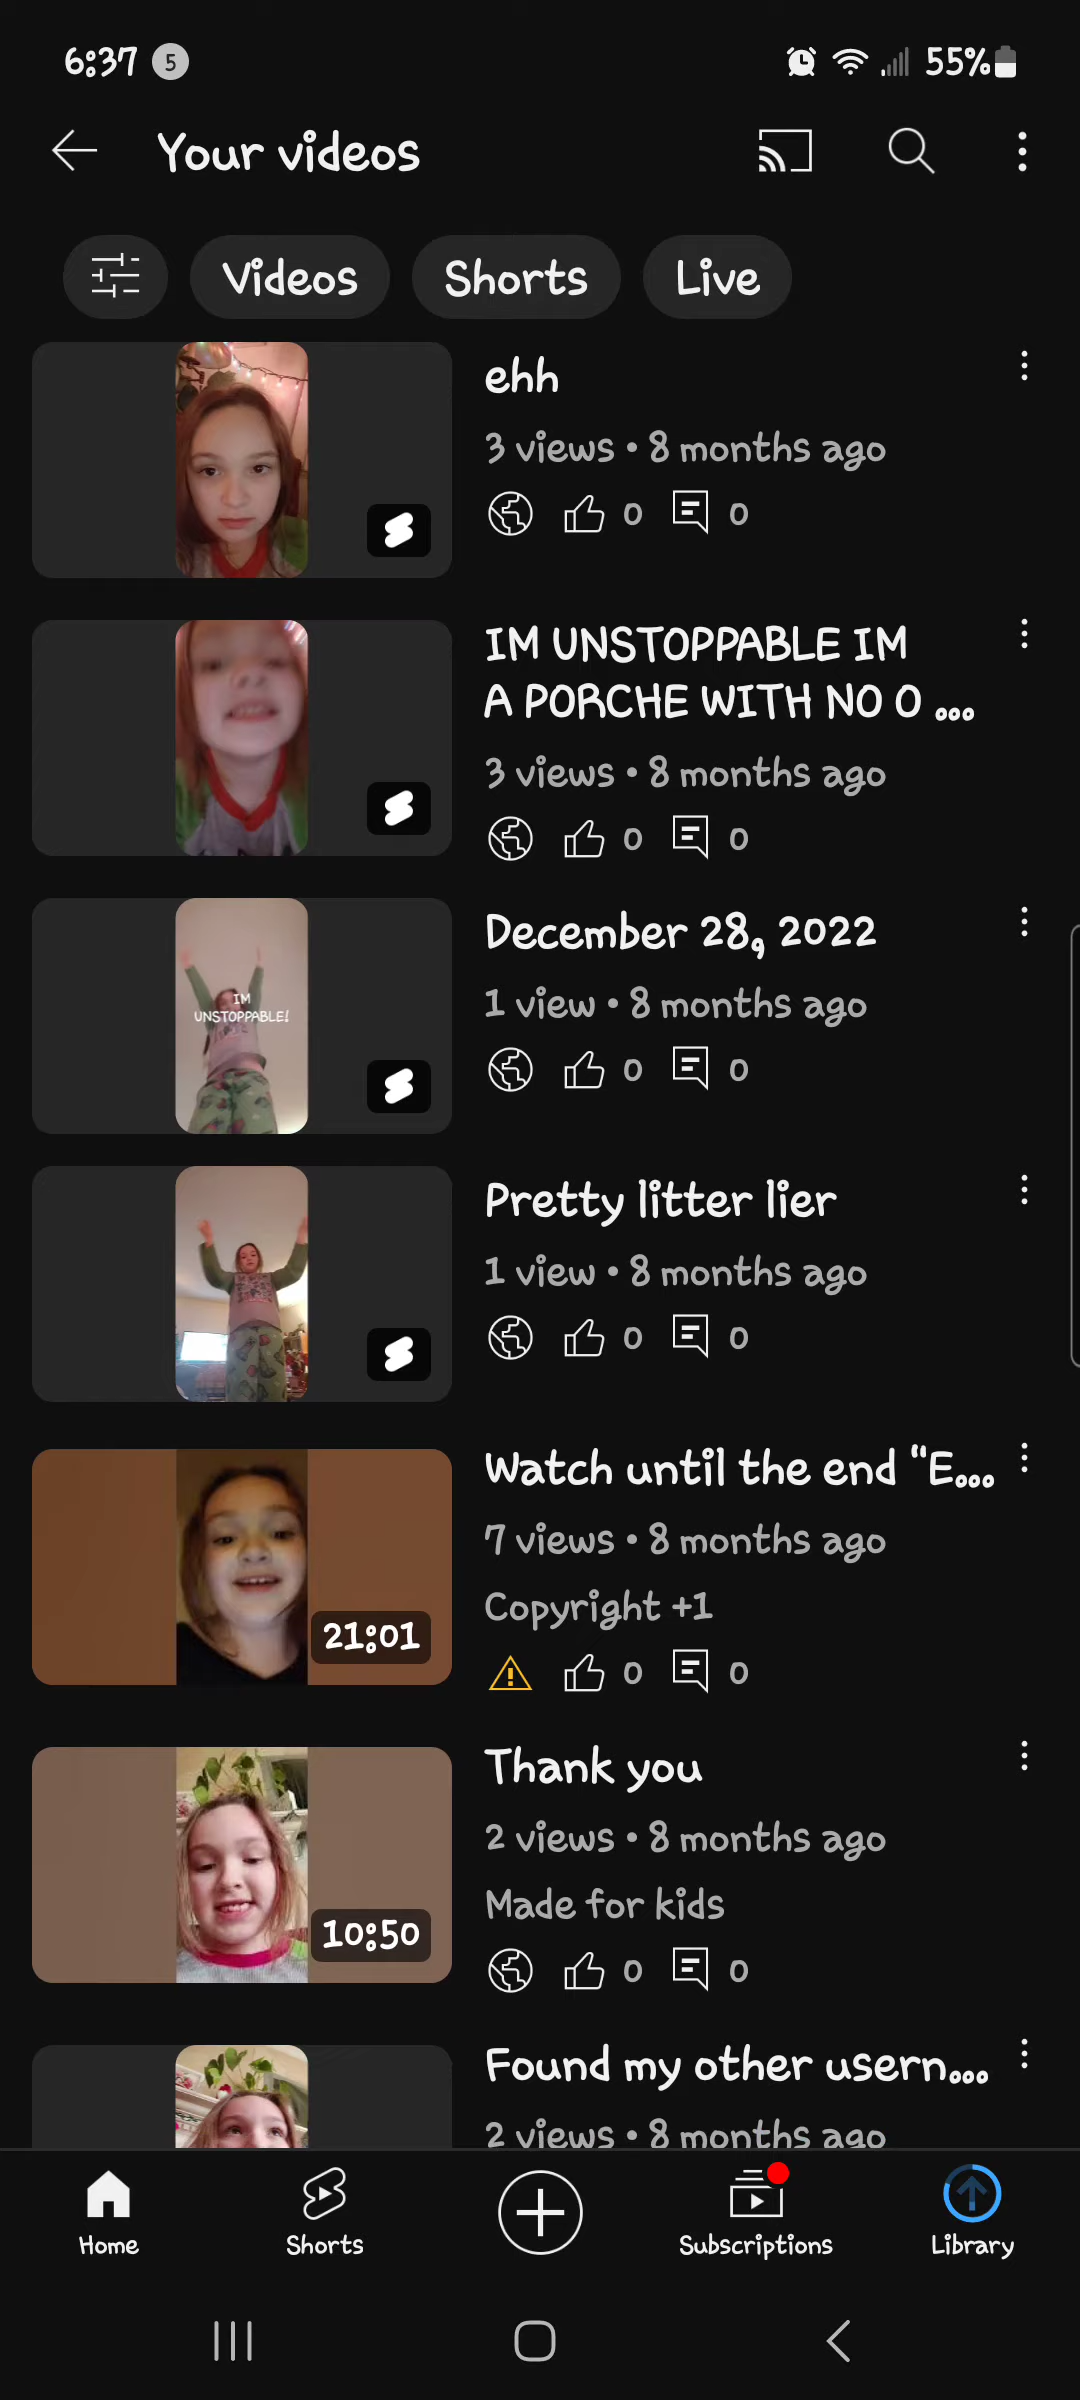 6:37 5 55%
Your videos
Videos Shorts Live
ehh
3 views • 8 months ago
0 0
IM UNSTOPPABLE IM
A PORCHE WITH NO O ...
3 views • 8 months ago
0 0
IM
UNSTOPPABLE!
December 28, 2022
1 view • 8 months ago
0 0
Pretty litter lier
1 view • 8 months ago
0 0
21:01
Watch until the end "E...
7 views • 8 months ago
Copyright +1
0 0
10:50
Thank you
2 views • 8 months ago
Made for kids
0 0
Found my other usern...
2 views • 8 months ago
Home Shorts Subscriptions Library